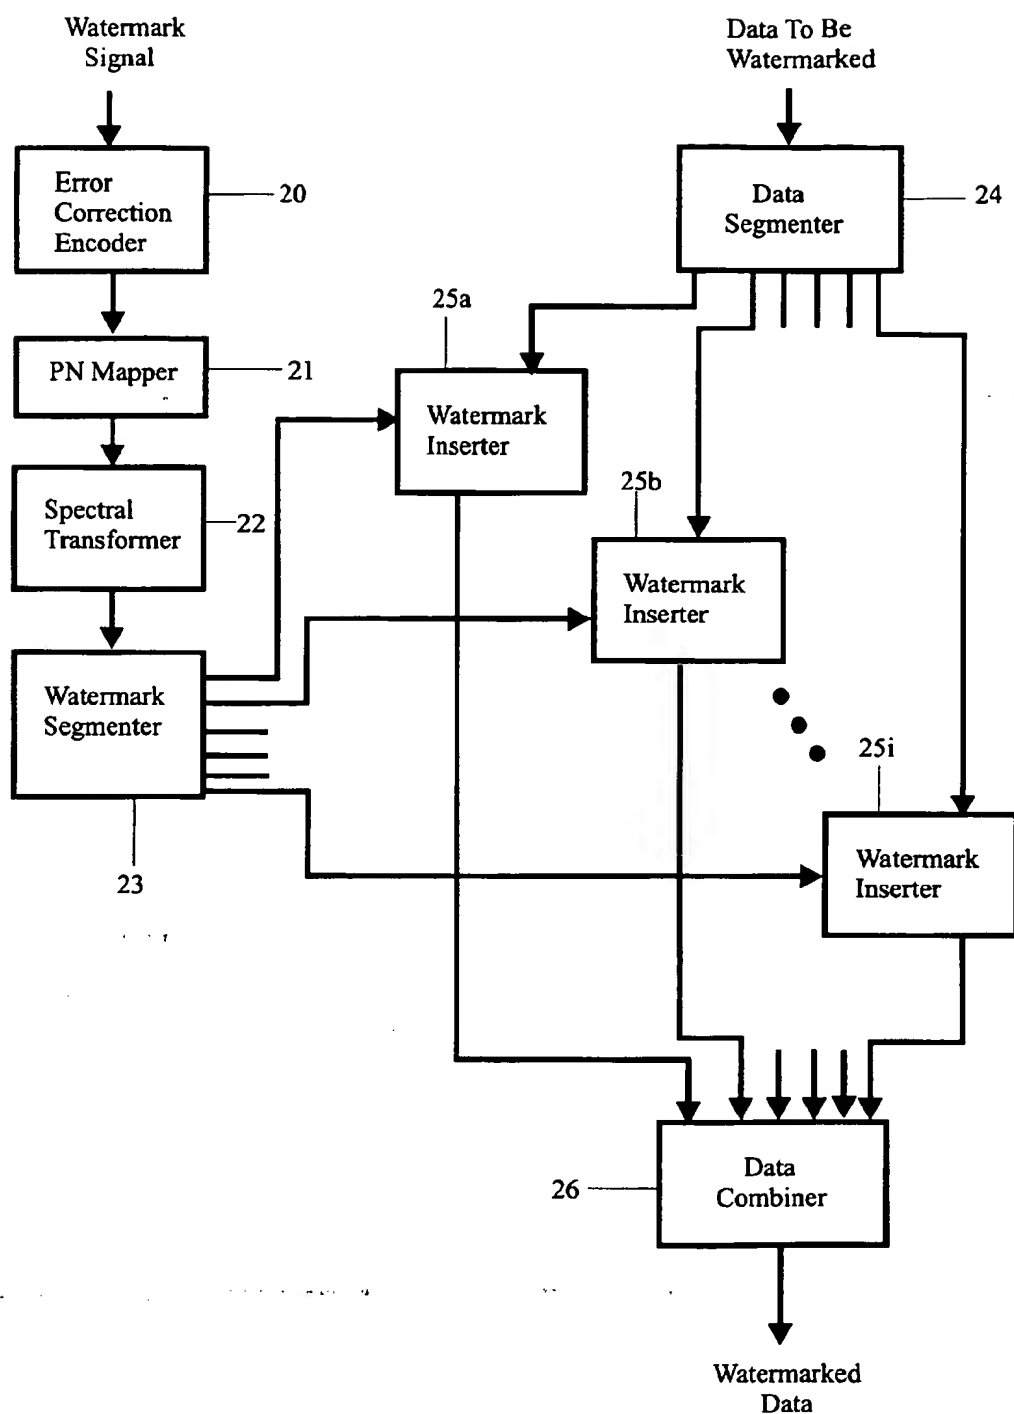 Watermark
Signal
Data To Be
Watermarked
Error
Correction
Encoder
20
Data
Segmenter
24
25a
PN Mapper
21
Watermark
Inserter
25b
Spectral
Transformer
22
Watermark
Inserter
Watermark
Segmenter
23
25i
Watermark
Inserter
26
Data
Combiner
Watermarked
Data